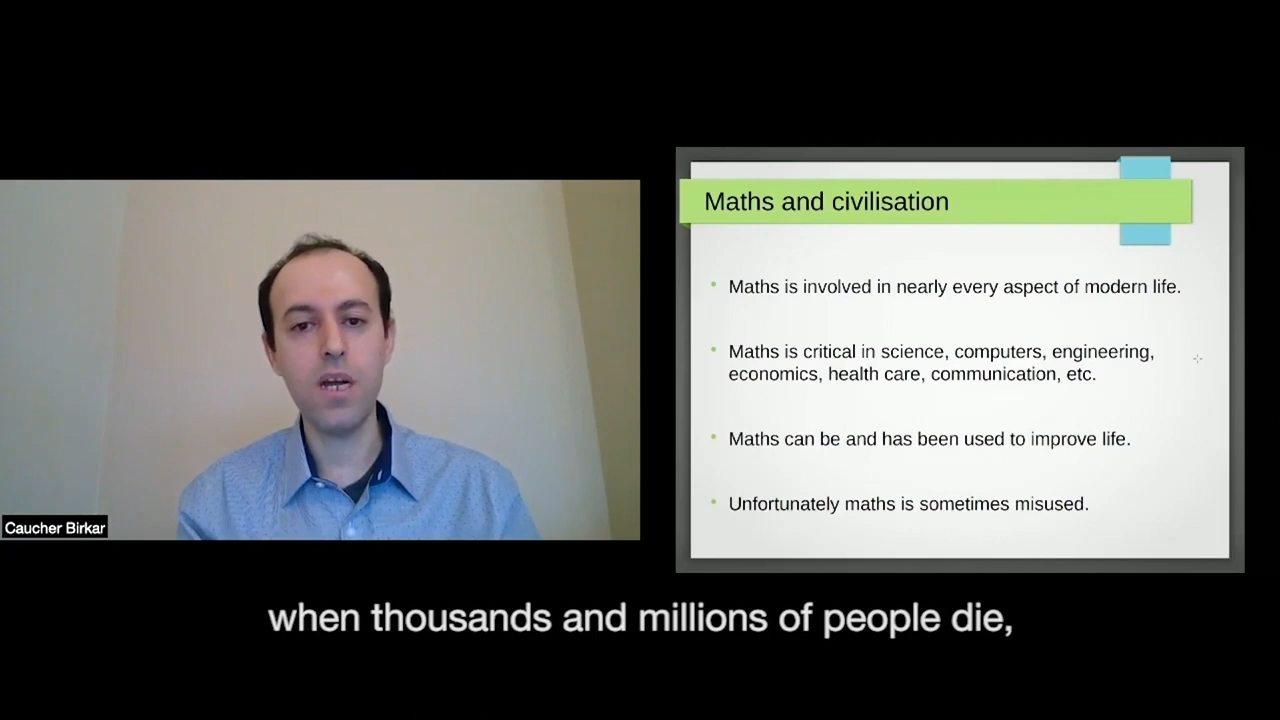 Maths and civilisation
Maths is involved in nearly every aspect of modern life.
Maths is critical in science, computers, engineering,
economics, health care, communication, etc.
Maths can be and has been used to improve life.
Unfortunately maths is sometimes misused.
Caucher Birkar
when thousands and millions of people die,